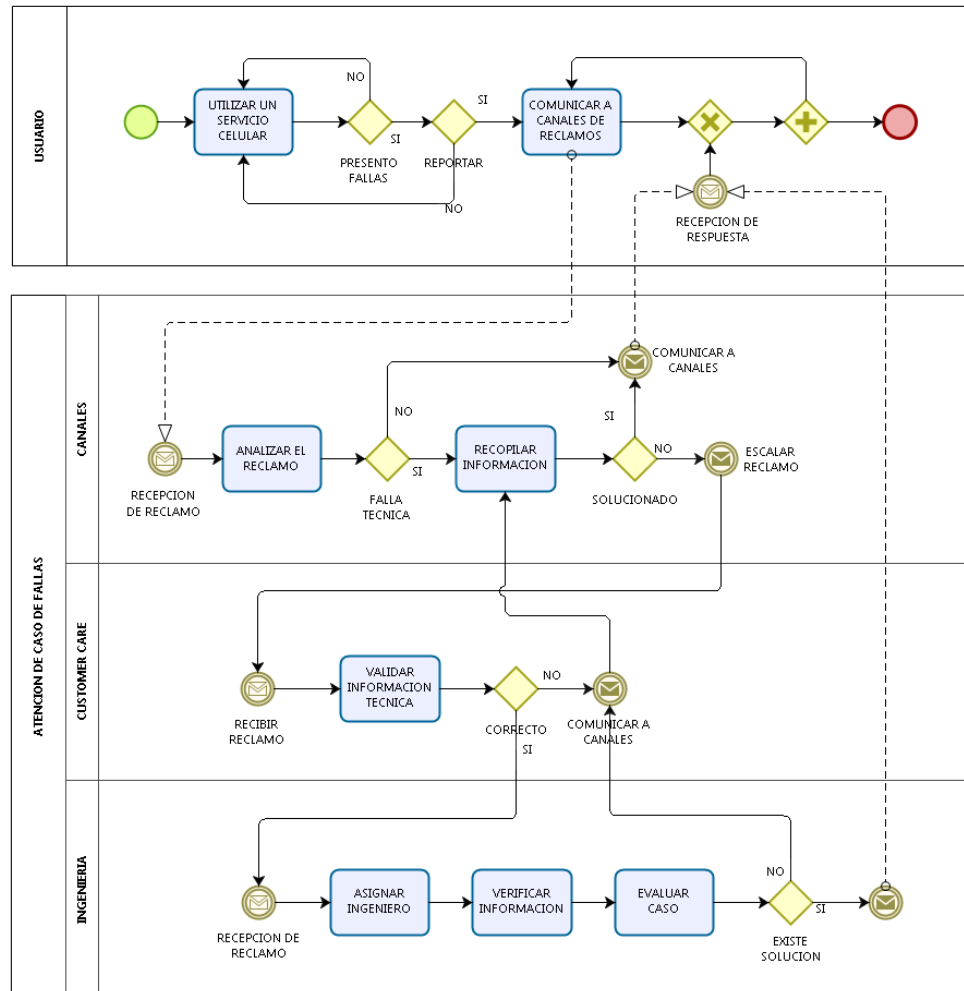 USUARIO
NO
UTILIZAR UN
SERVICIO
CELULAR
SI
PRESENTO
FALLAS
REPORTAR
NO
SI
COMUNICAR A
CANALES DE
RECLAMOS
RECEPCION DE
RESPUESTA
ATENCION DE CASO DE FALLAS
CANALES
RECEPCION
DE RECLAMO
ANALIZAR EL
RECLAMO
NO
SI
FALLA
TECNICA
RECOPILAR
INFORMACION
SI
NO
SOLUCIONADO
COMUNICAR A
CANALES
ESCALAR
RECLAMO
CUSTOMER CARE
RECIBIR
RECLAMO
VALIDAR
INFORMACION
TECNICA
NO
CORRECTO
SI
COMUNICAR A
CANALES
INGENIERIA
RECEPCION DE
RECLAMO
ASIGNAR
INGENIERO
VERIFICAR
INFORMACION
EVALUAR
CASO
NO
SI
EXISTE
SOLUCION